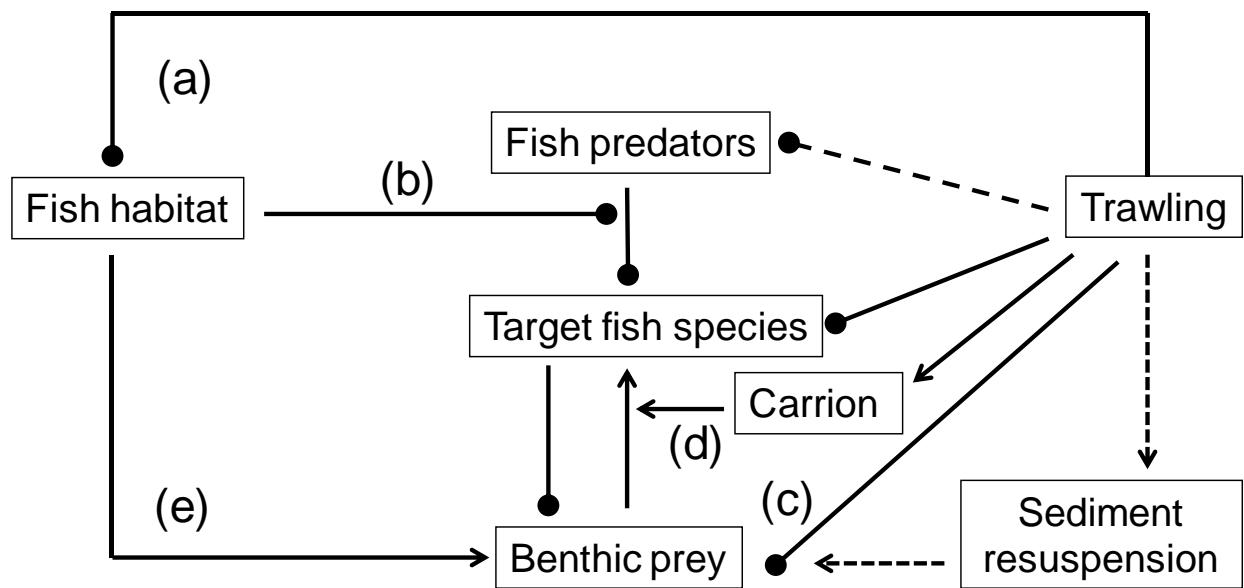 (a)
Fish predators
(b)
Fish habitat
Trawling
Target fish species
Carrion
(d)
(c)
(e)
Benthic prey
Sediment
resuspension